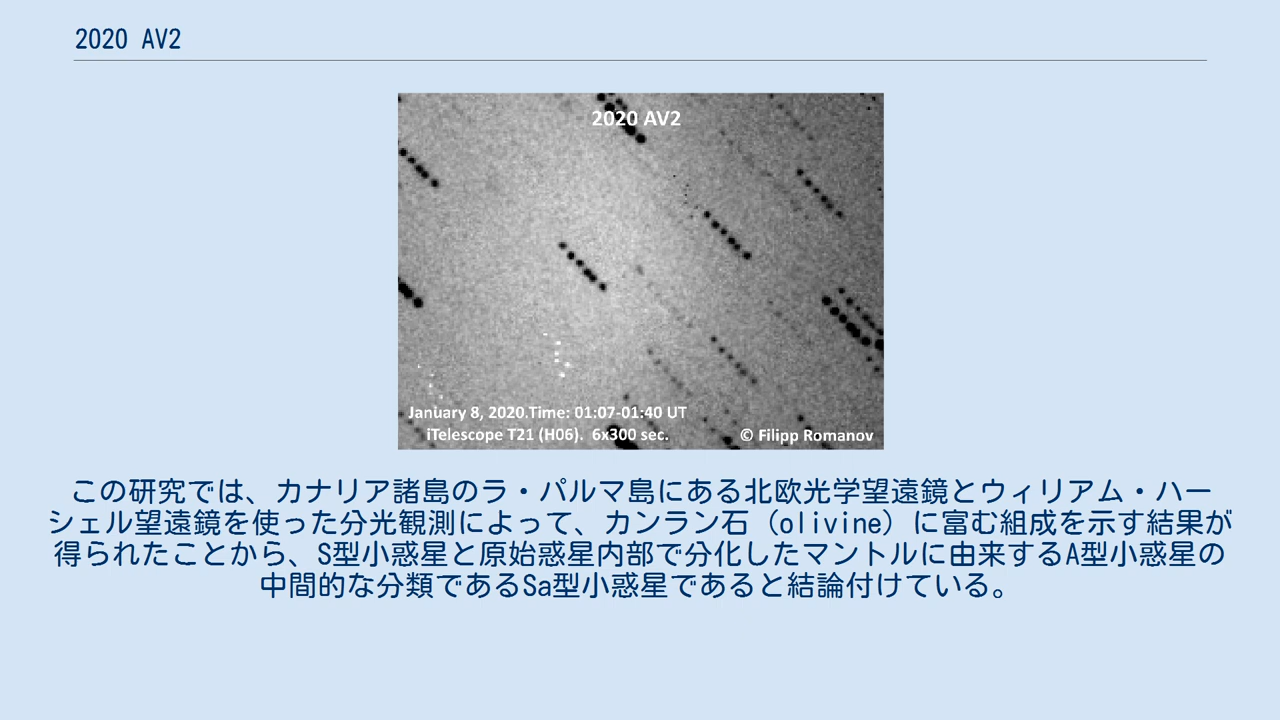 2020 AV2
2020 AV2
January 8, 2020.Time: 01:07-01:40 UT
iTelescope T21 (H06).  6x300 sec.
© Filipp Romanov
この研究では、カナリア諸島のラ・パルマ島にある北欧光学望遠鏡とウィリアム・ハー
シェル望遠鏡を使った分光観測によって、カンラン石（olivine）に富む組成を示す結果が
得られたことから、S型小惑星と原始惑星内部で分化したマントルに由来するA型小惑星の
中間的な分類であるSa型小惑星であると結論付けている。